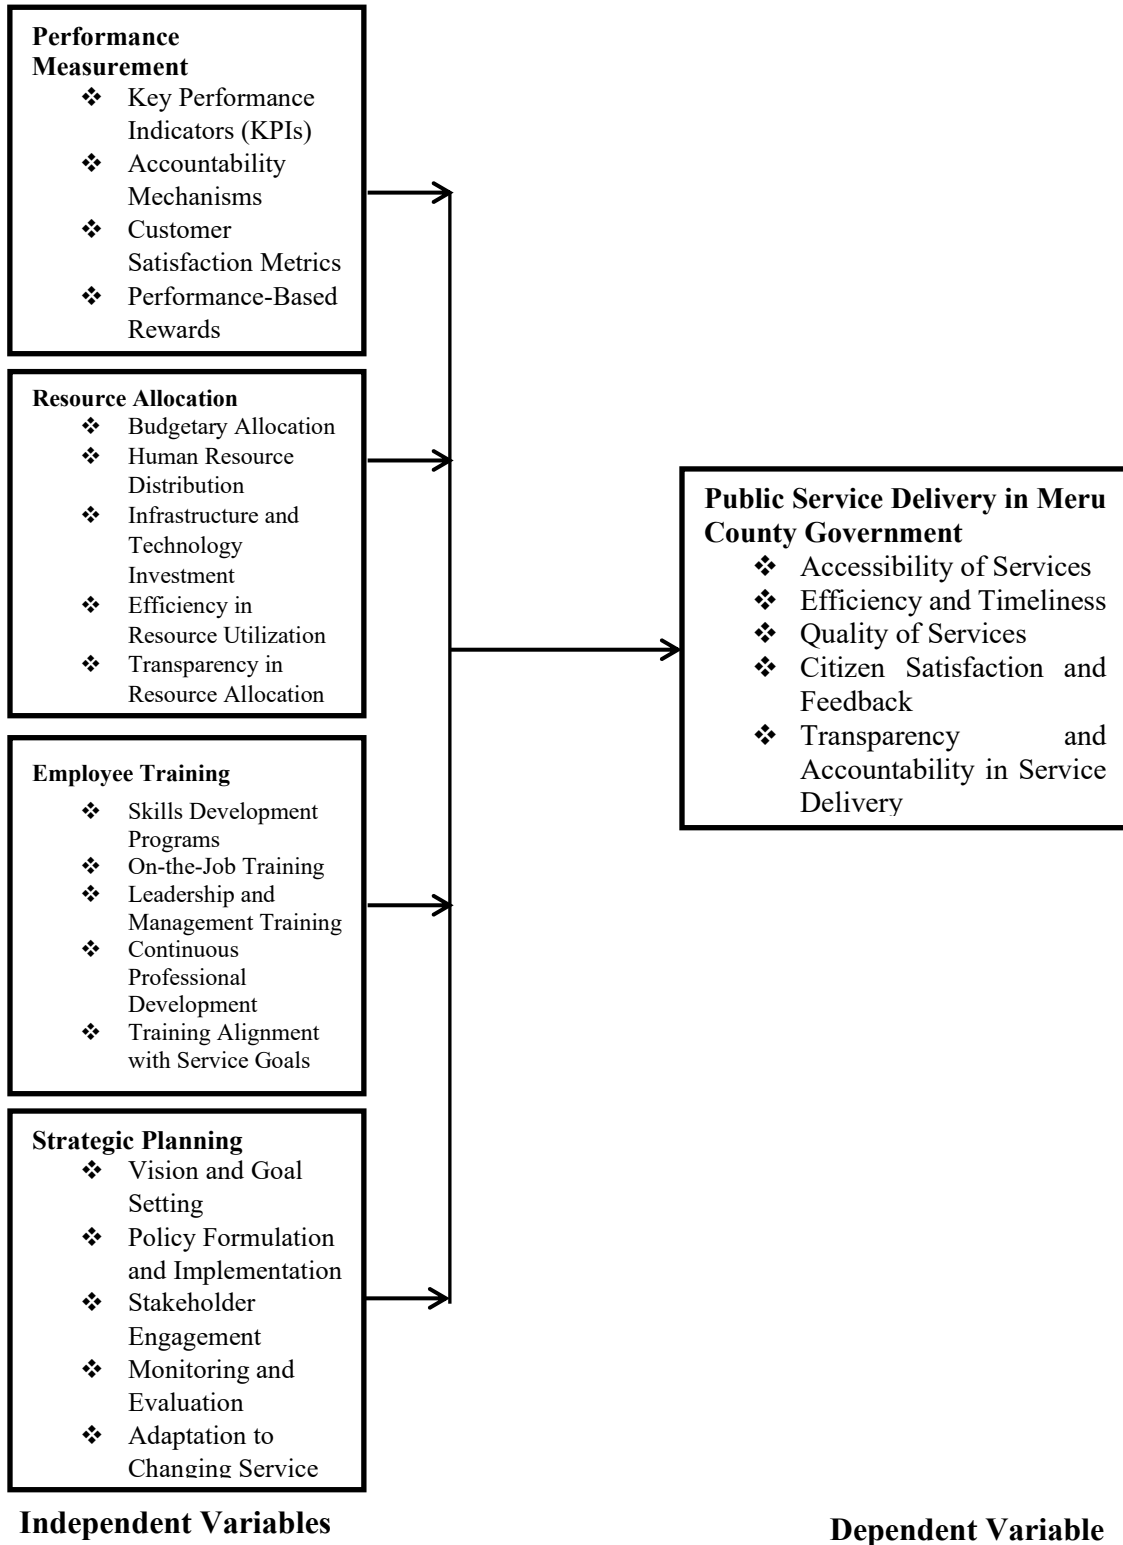 Performance
Measurement
❖ Key Performance
Indicators (KPIs)
❖ Accountability
Mechanisms
❖ Customer
Satisfaction Metrics
❖ Performance-Based
Rewards
Resource Allocation
❖ Budgetary Allocation
❖ Human Resource
Distribution
❖ Infrastructure and
Technology
Investment
❖ Efficiency in
Resource Utilization
❖ Transparency in
Resource Allocation
Employee Training
❖ Skills Development
Programs
❖ On-the-Job Training
❖ Leadership and
Management Training
❖ Continuous
Professional
Development
❖ Training Alignment
with Service Goals
Strategic Planning
❖ Vision and Goal
Setting
❖ Policy Formulation
and Implementation
❖ Stakeholder
Engagement
❖ Monitoring and
Evaluation
❖ Adaptation to
Changing Service
Independent Variables
Public Service Delivery in Meru
County Government
❖ Accessibility of Services
❖ Efficiency and Timeliness
❖ Quality of Services
❖ Citizen Satisfaction and
Feedback
❖ Transparency and
Accountability in Service
Delivery
Dependent Variable